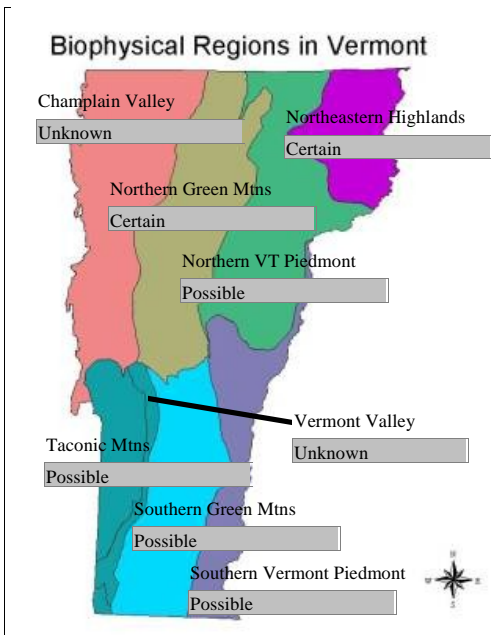 Biophysical Regions in Vermont
Champlain Valley
Unknown
Northeastern Highlands
Certain
Northern Green Mtns
Certain
Northern VT Piedmont
Possible
Vermont Valley
Unknown
Taconic Mtns
Possible
Southern Green Mtns
Possible
Southern Vermont Piedmont
Possible
N
W
E
S